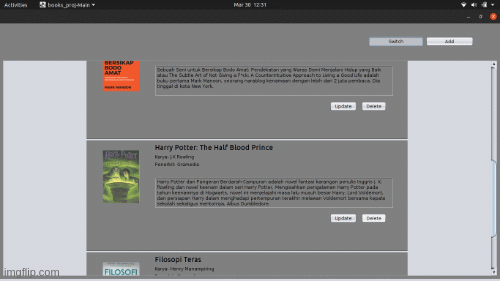 Activities books_proj-Main Mar 30 12:31
Switch Add
BERSIKAP
BODO
AMAT
MARK MANSON
Sebuah Seni untuk Bersikap Bodo Amat: Pendekatan yang Waras Demi Menjalani Hidup yang Baik
atau The Subtle Art of Not Giving a F*ck: A Counterintuitive Approach to Living a Good Life adalah
buku pertama Mark Manson, seorang narablog kenamaan dengan lebih dari 2 juta pembaca. Dia
tinggal di Kota New York.
Update Delete
Harry Potter: The Half Blood Prince
Karya: J.K Rowling
Penerbit: Gramedia
Harry Potter dan Pangeran Berdarah-Campuran adalah novel fantasi karangan penulis Inggris J. K.
Rowling dan novel keenam dalam seri Harry Potter. Mengisahkan pengalaman Harry Potter pada
tahun keenamnya di Hogwarts, novel ini menjelajahi masa lalu musuh besar Harry, Lord Voldemort,
dan persiapan Harry dalam menghadapi pertempuran terakhir melawan Voldemort bersama kepala
sekolah sekaligus mentornya, Albus Dumbledore.
Update Delete
FILOSOFI
Filosopi Teras
Karya: Henry Manampiring
imgflip.com